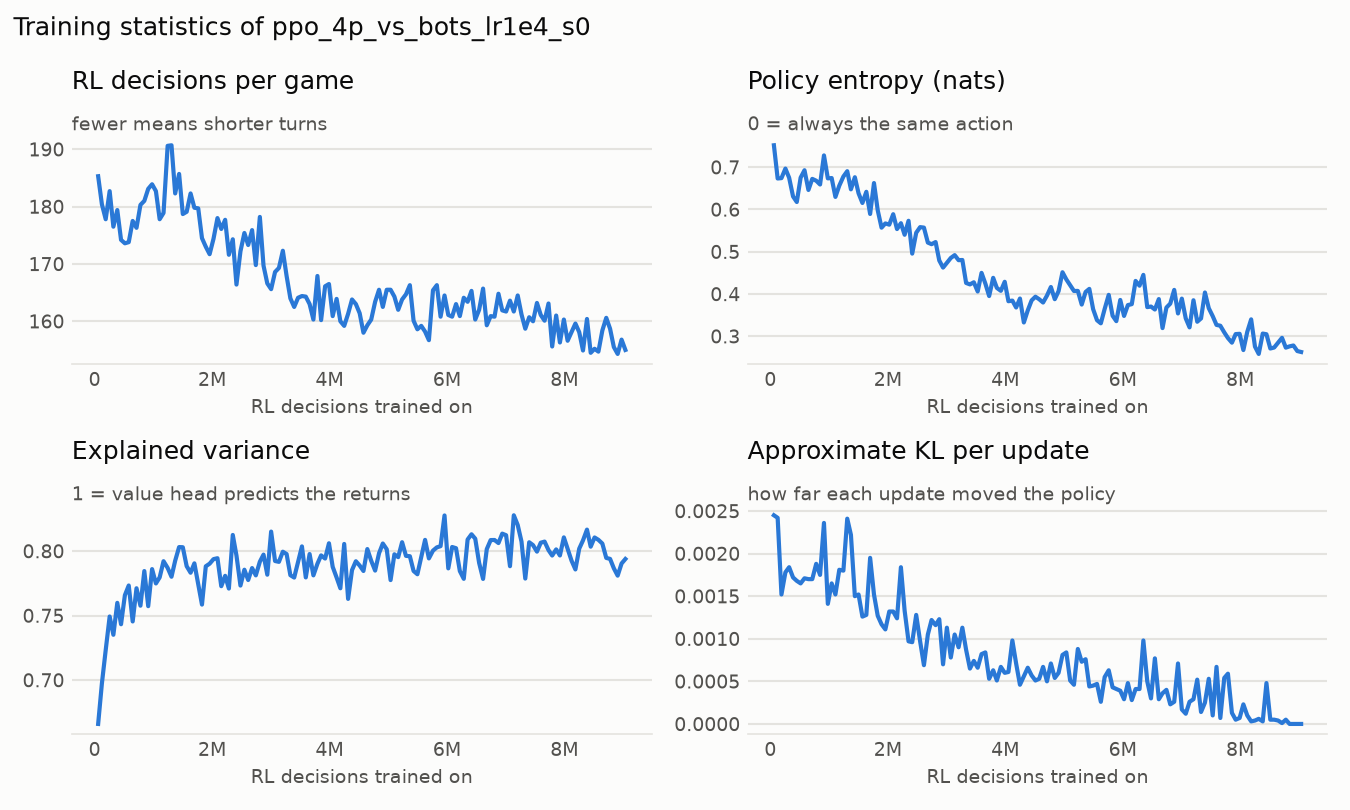 Training statistics of ppo_4p_vs_bots_lr1e4_s0
RL decisions per game
fewer means shorter turns
190
180
170
160
0 2M 4M 6M 8M
RL decisions trained on
Policy entropy (nats)
0 = always the same action
0.7
0.6
0.5
0.4
0.3
0 2M 4M 6M 8M
RL decisions trained on
Explained variance
1 = value head predicts the returns
0.80
0.75
0.70
0 2M 4M 6M 8M
RL decisions trained on
Approximate KL per update
how far each update moved the policy
0.0025
0.0020
0.0015
0.0010
0.0005
0.0000
0 2M 4M 6M 8M
RL decisions trained on